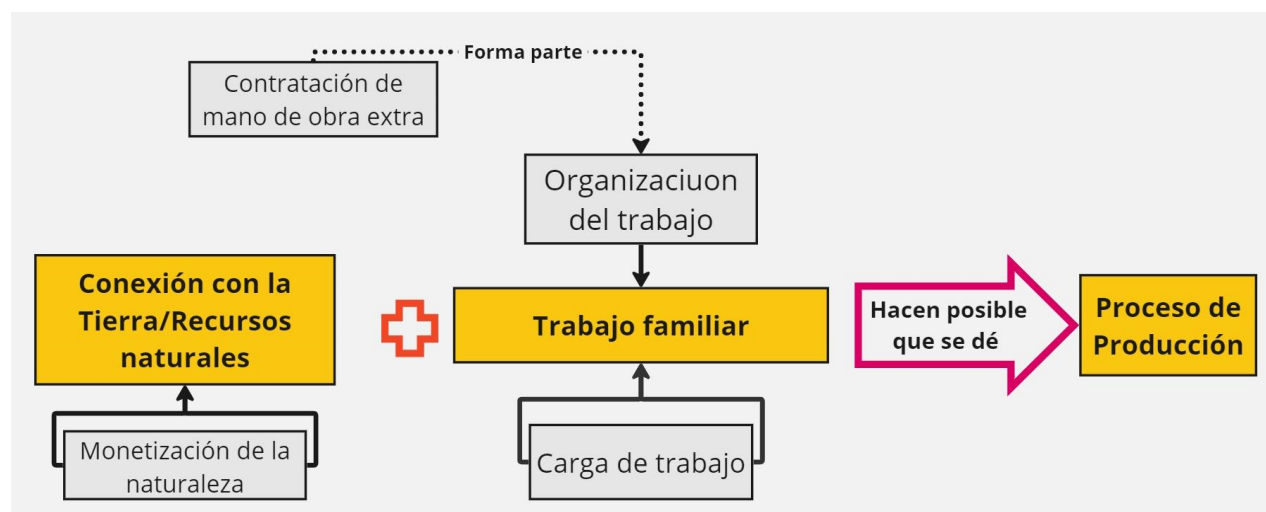 Forma parte
Contratación de
mano de obra extra
Organizaciuon
del trabajo
Conexión con la
Tierra/Recursos
naturales
Trabajo familiar
Hacen posible
que se dé
Proceso de
Producción
Monetización de la
naturaleza
Carga de trabajo